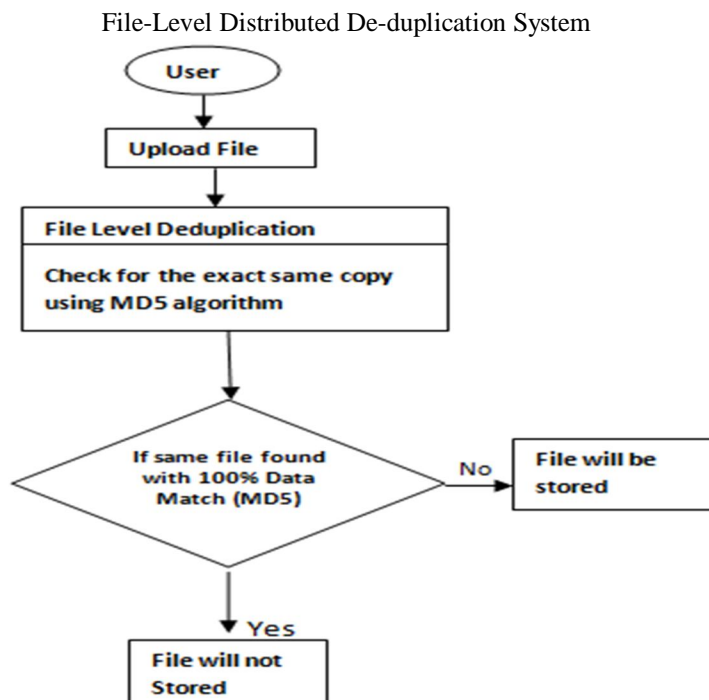 File-Level Distributed De-duplication System
User
Upload File
File Level Deduplication
Check for the exact same copy
using MD5 algorithm
If same file found
with 100% Data
Match (MD5)
No
File will be
stored
Yes
File will not
Stored